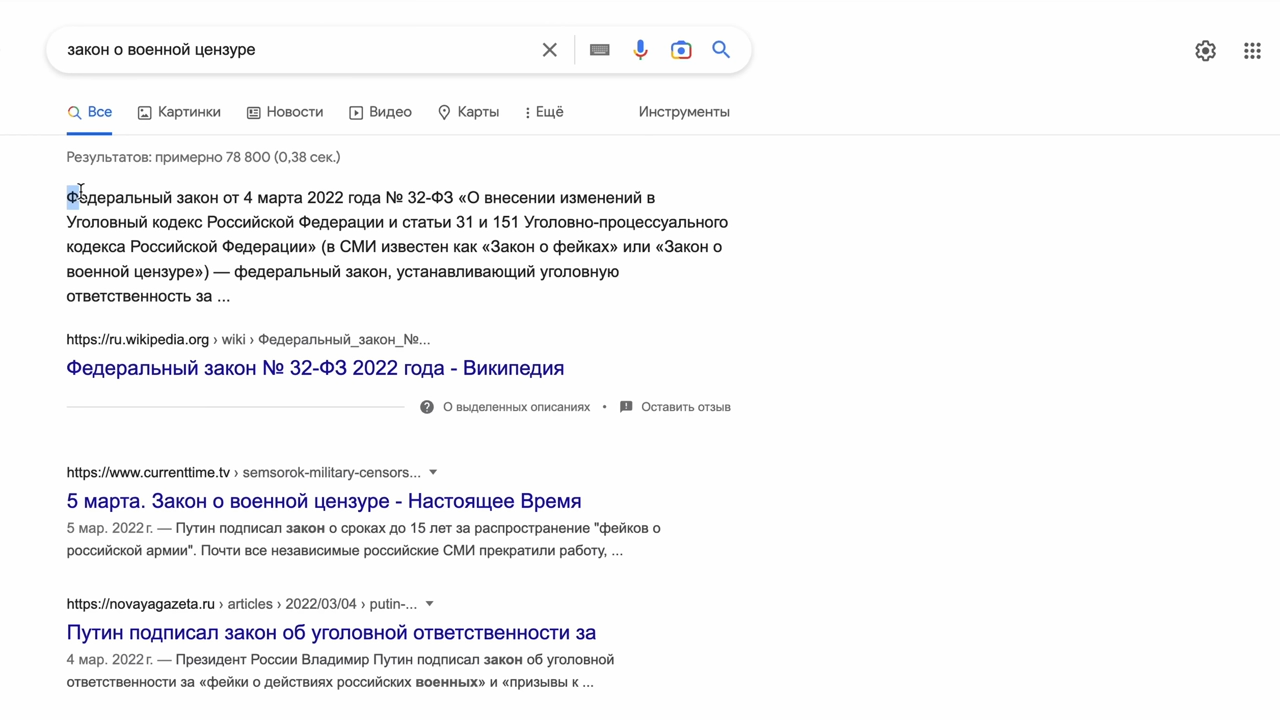 закон о военной цензуре
Все Картинки Новости Видео Карты Ещё Инструменты
Результатов: примерно 78 800 (0,38 сек.)
Федеральный закон от 4 марта 2022 года № 32-ФЗ «О внесении изменений в
Уголовный кодекс Российской Федерации и статьи 31 и 151 Уголовно-процессуального
кодекса Российской Федерации» (в СМИ известен как «Закон о фейках» или «Закон о
военной цензуре») — федеральный закон, устанавливающий уголовную
ответственность за ...
https://ru.wikipedia.org › wiki › Федеральный_закон_№...
Федеральный закон № 32-ФЗ 2022 года - Википедия
О выделенных описаниях • Оставить отзыв
https://www.currenttime.tv › semsorok-military-censors...
5 марта. Закон о военной цензуре - Настоящее Время
5 мар. 2022 г. — Путин подписал закон о сроках до 15 лет за распространение "фейков о
российской армии". Почти все независимые российские СМИ прекратили работу, ...
https://novayagazeta.ru › articles › 2022/03/04 › putin-...
Путин подписал закон об уголовной ответственности за
4 мар. 2022 г. — Президент России Владимир Путин подписал закон об уголовной
ответственности за «фейки о действиях российских военных» и «призывы к ...